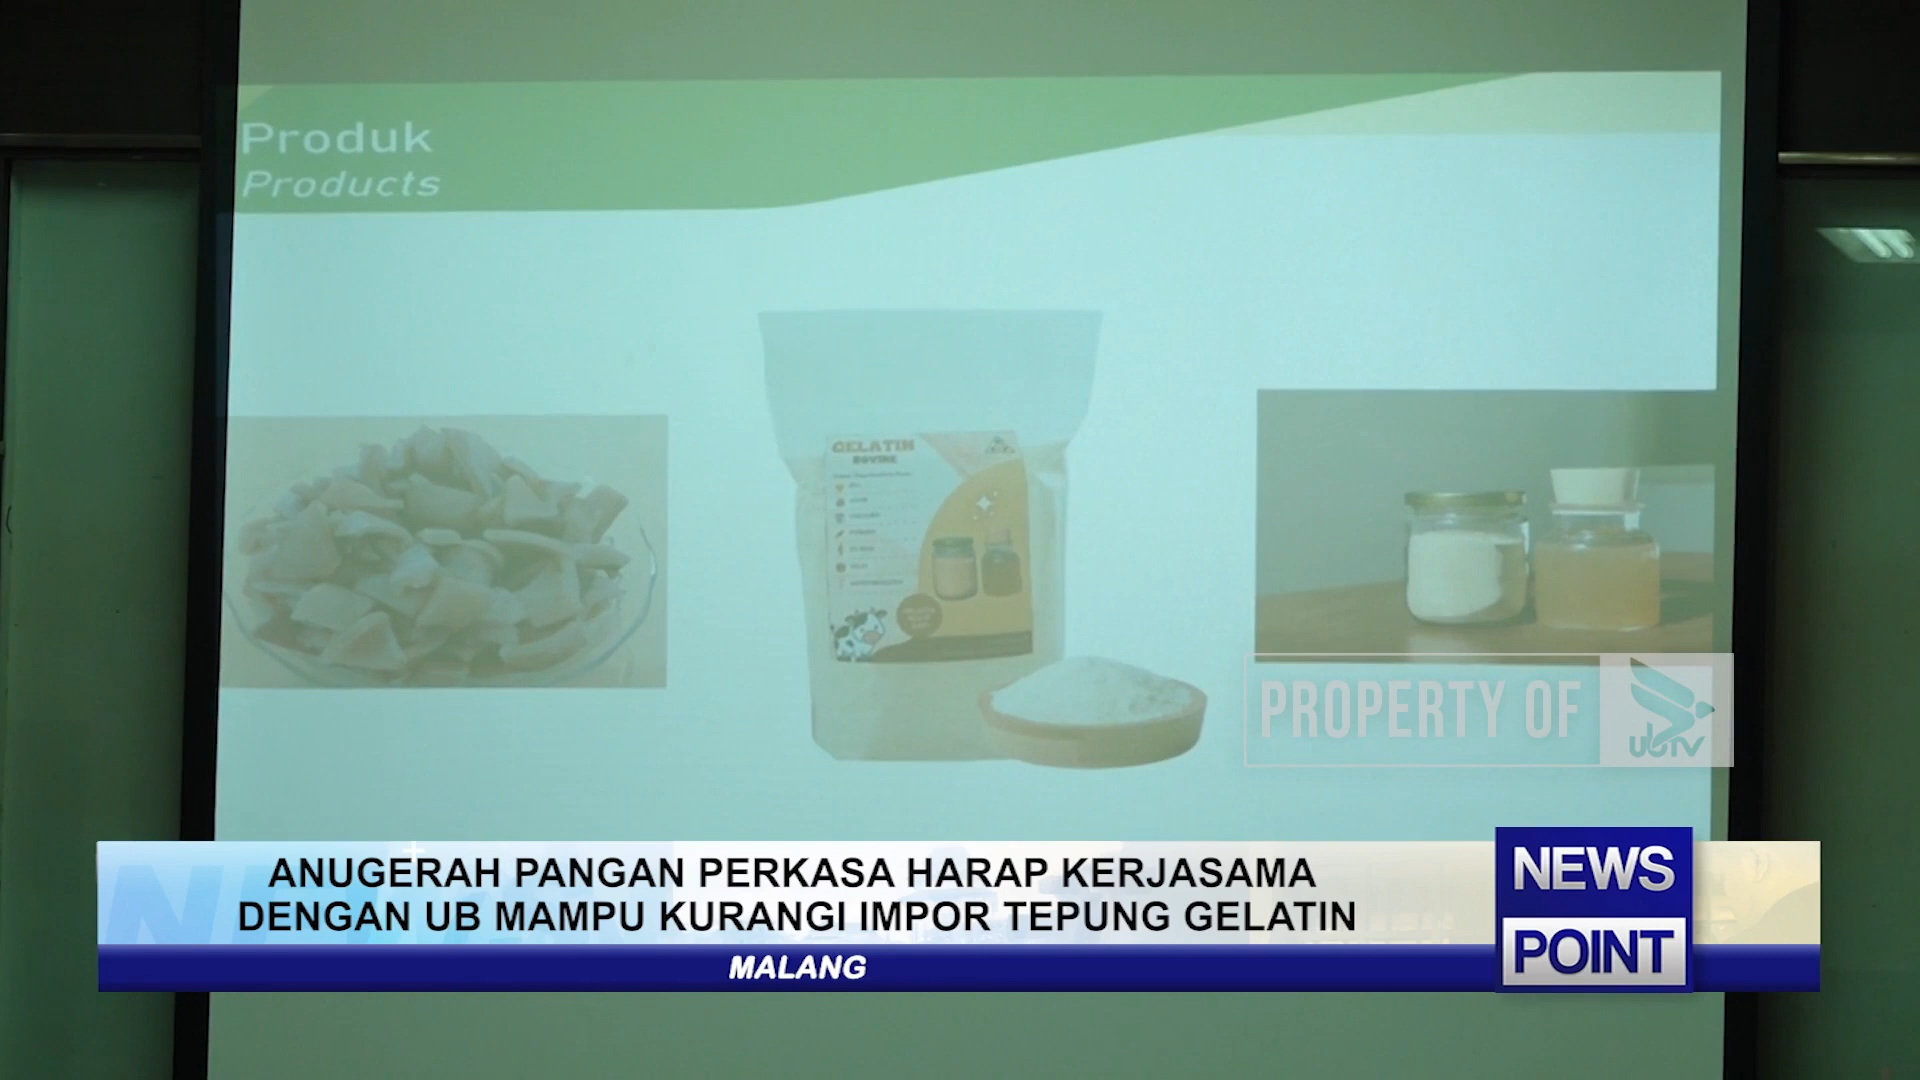 Produk
Products
GELATIN
BOVINE
PROPERTY OF
UBTV
ANUGERAH PANGAN PERKASA HARAP KERJASAMA
DENGAN UB MAMPU KURANGI IMPOR TEPUNG GELATIN
MALANG
NEWS
POINT